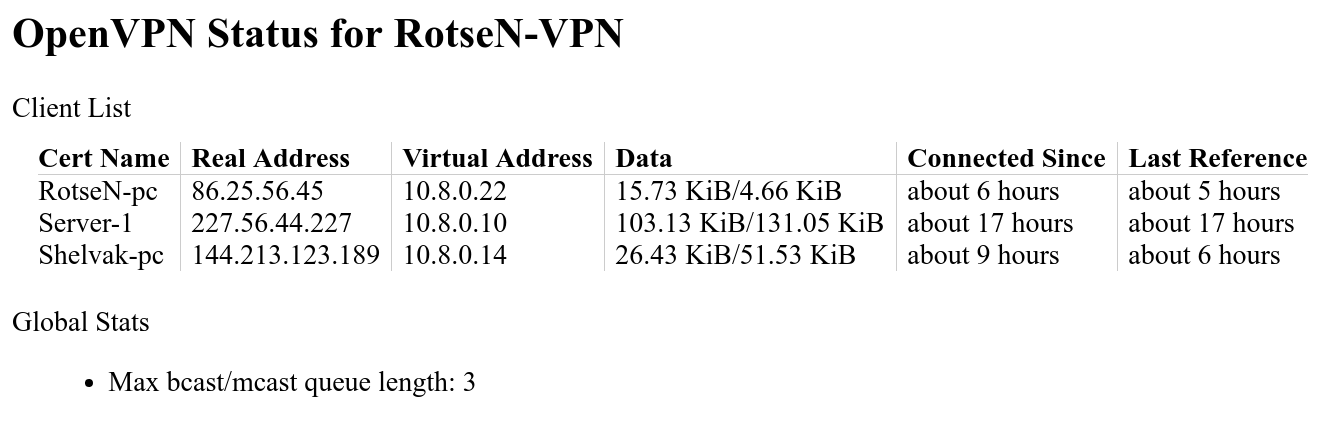 OpenVPN Status for RotseN-VPN
Client List
Cert Name Real Address Virtual Address Data Connected Since Last Reference
RotseN-pc 86.25.56.45 10.8.0.22 15.73 KiB/4.66 KiB about 6 hours about 5 hours
Server-1 227.56.44.227 10.8.0.10 103.13 KiB/131.05 KiB about 17 hours about 17 hours
Shelvak-pc 144.213.123.189 10.8.0.14 26.43 KiB/51.53 KiB about 9 hours about 6 hours
Global Stats
• Max bcast/mcast queue length: 3